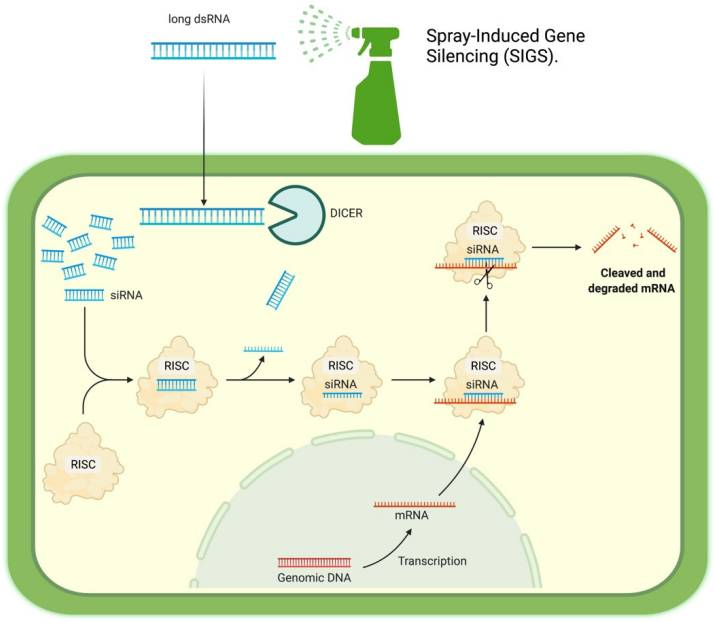 long dsRNA
Spray-Induced Gene
Silencing (SIGS).
DICER
siRNA
RISC
RISC
RISC
siRNA
RISC
siRNA
RISC
siRNA
Cleaved and
degraded mRNA
mRNA
Transcription
Genomic DNA